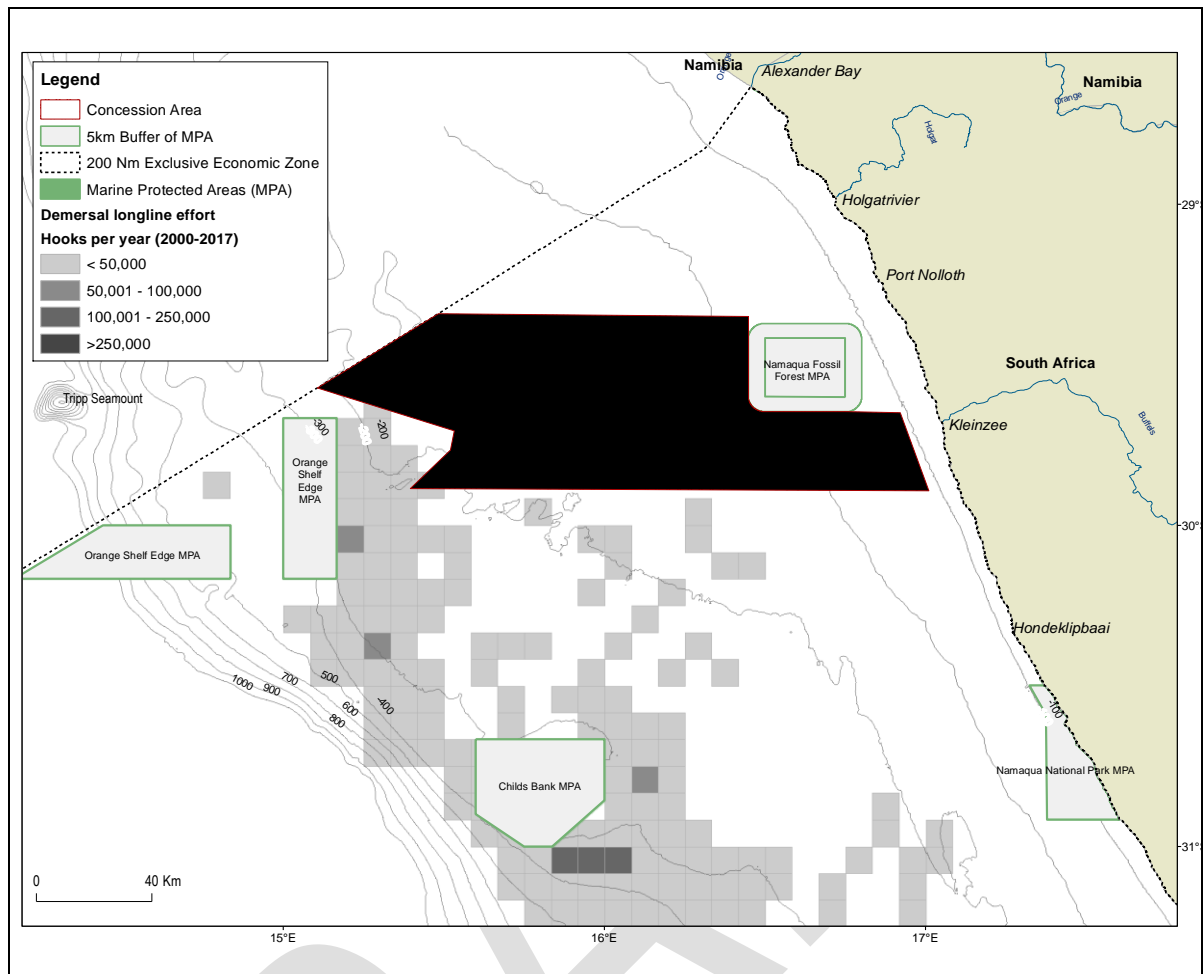 Legend
Concession Area
5km Buffer of MPA
200 Nm Exclusive Economic Zone
Marine Protected Areas (MPA)
Demersal longline effort
Hooks per year (2000-2017)
< 50,000
50,001 - 100,000
100,001 - 250,000
>250,000
Namibia
Alexander Bay
Namibia
Orange
Holgat
Holgatrivier
29°
Port Nolloth
South Africa
Namaqua Fossil
Forest MPA
Tripp Seamount
Kleinzee
Buffels
-300
-200
Orange
Shelf
Edge
MPA
30°
Orange Shelf Edge MPA
Hondeklipbaai
1000
900
700
800
600
500
-400
-100
Namaqua National Park MPA
Childs Bank MPA
31°
0
40 Km
15°E
16°E
17°E